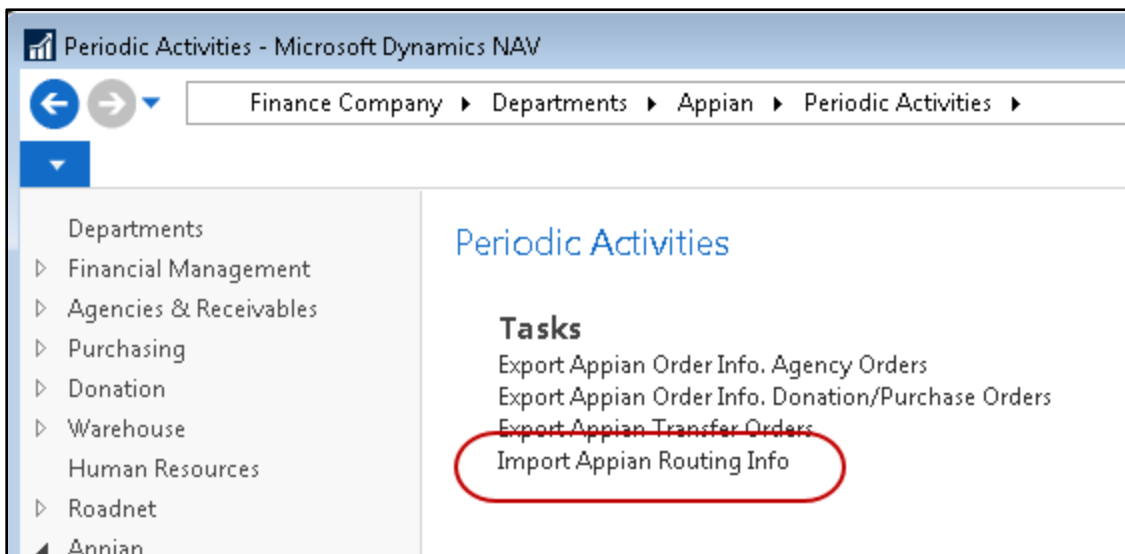 Periodic Activities - Microsoft Dynamics NAV
Finance Company ▸ Departments ▸ Appian ▸ Periodic Activities ▸
Departments
Financial Management
Agencies & Receivables
Purchasing
Donation
Warehouse
Human Resources
Roadnet
Appian
Periodic Activities
Tasks
Export Appian Order Info. Agency Orders
Export Appian Order Info. Donation/Purchase Orders
Export Appian Transfer Orders
Import Appian Routing Info